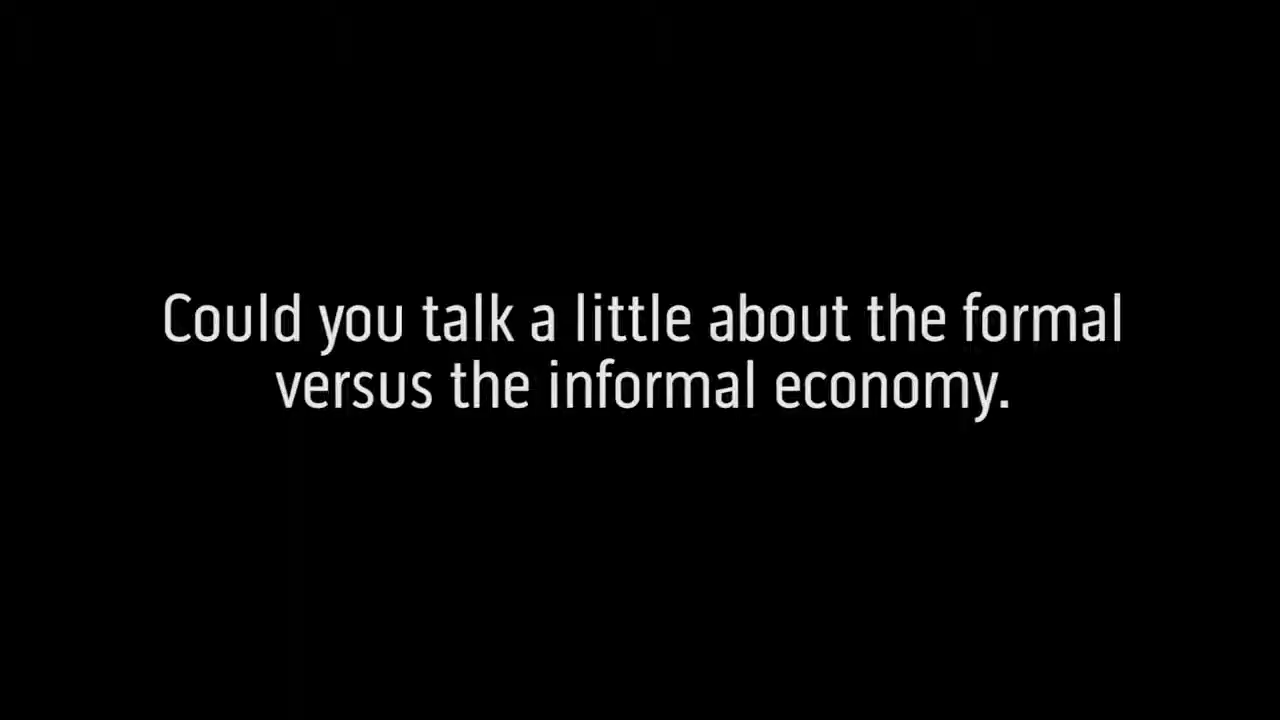 Could you talk a little about the formal
versus the informal economy.